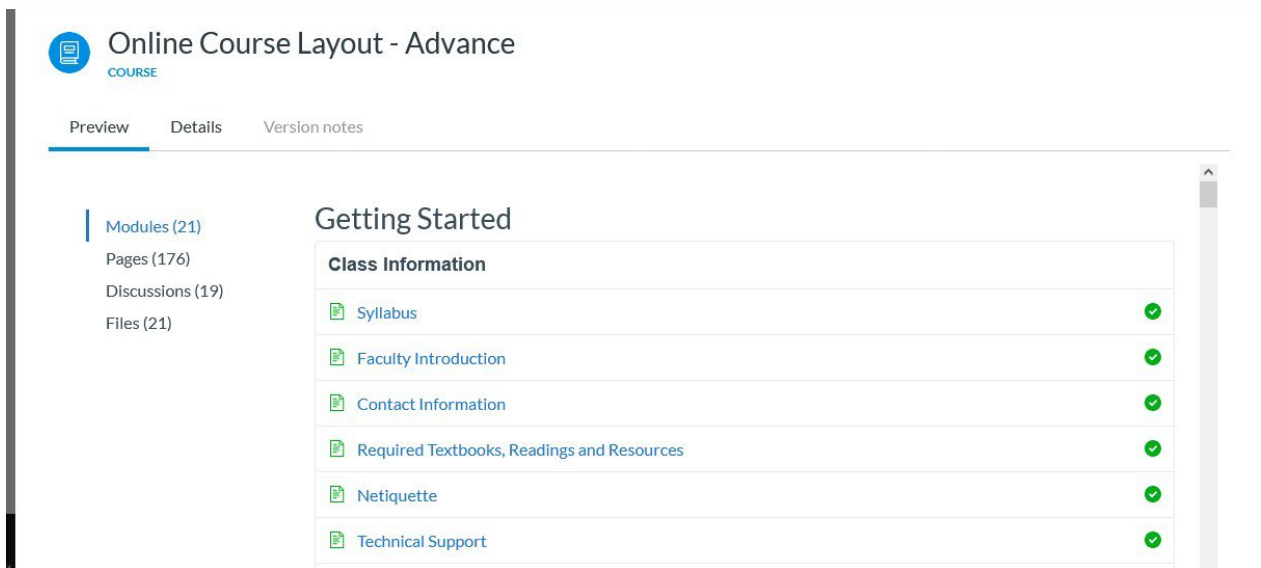 Online Course Layout - Advance
COURSE
Preview Details Version notes
Modules (21)
Pages (176)
Discussions (19)
Files (21)
Getting Started
Class Information
Syllabus
Faculty Introduction
Contact Information
Required Textbooks, Readings and Resources
Netiquette
Technical Support